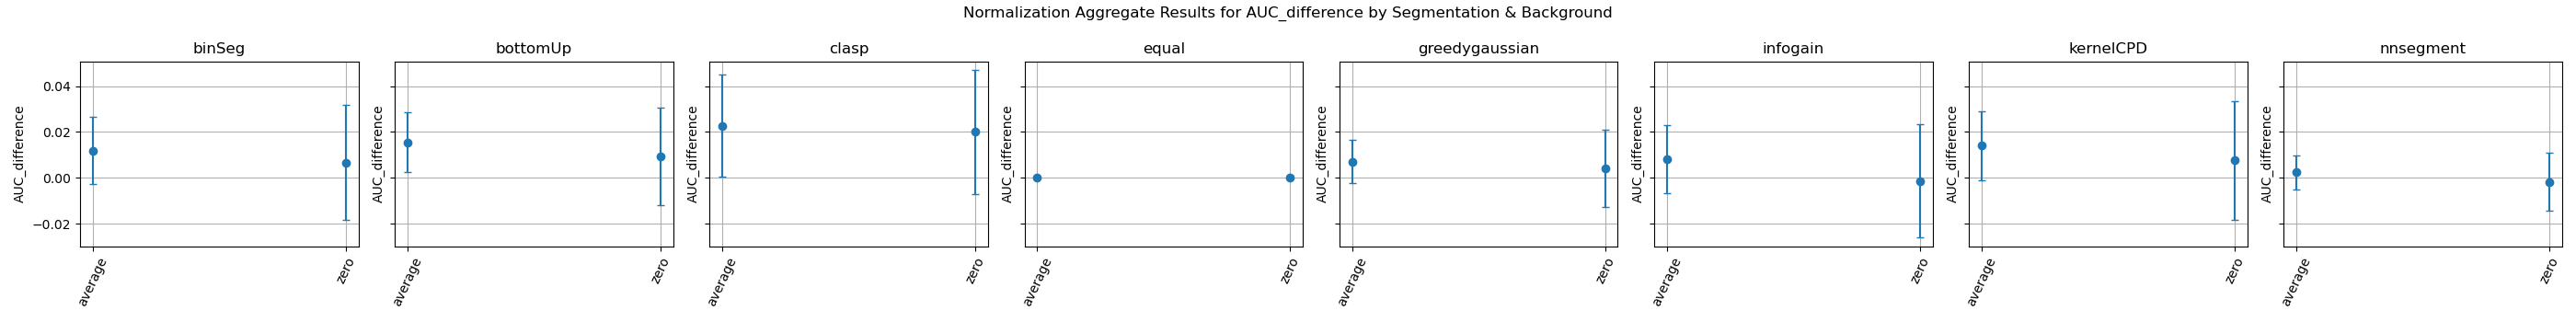 Normalization Aggregate Results for AUC_difference by Segmentation & Background
binSeg
AUC_difference
0.04
0.02
0.00
−0.02
average
zero
bottomUp
AUC_difference
average
zero
clasp
AUC_difference
average
zero
equal
AUC_difference
average
zero
greedygaussian
AUC_difference
average
zero
infogain
AUC_difference
average
zero
kernelCPD
AUC_difference
average
zero
nnsegment
AUC_difference
average
zero